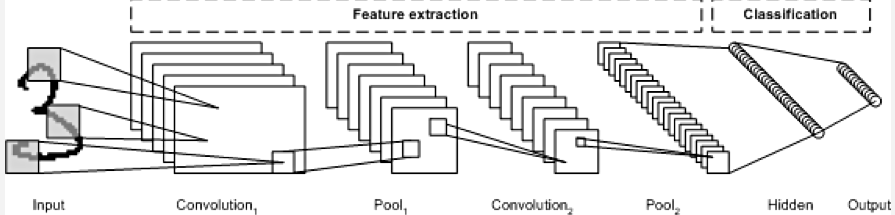 Feature extraction
Classification
Input
Convolution₁
Pool₁
Convolution₂
Pool₂
Hidden
Output